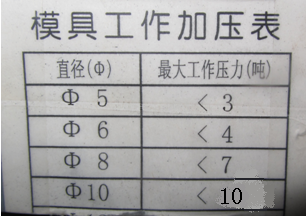 模具工作加压表
直径(Φ) 最大工作压力(吨)
Φ 5 < 3
Φ 6 < 4
Φ 8 < 7
Φ10 < 10